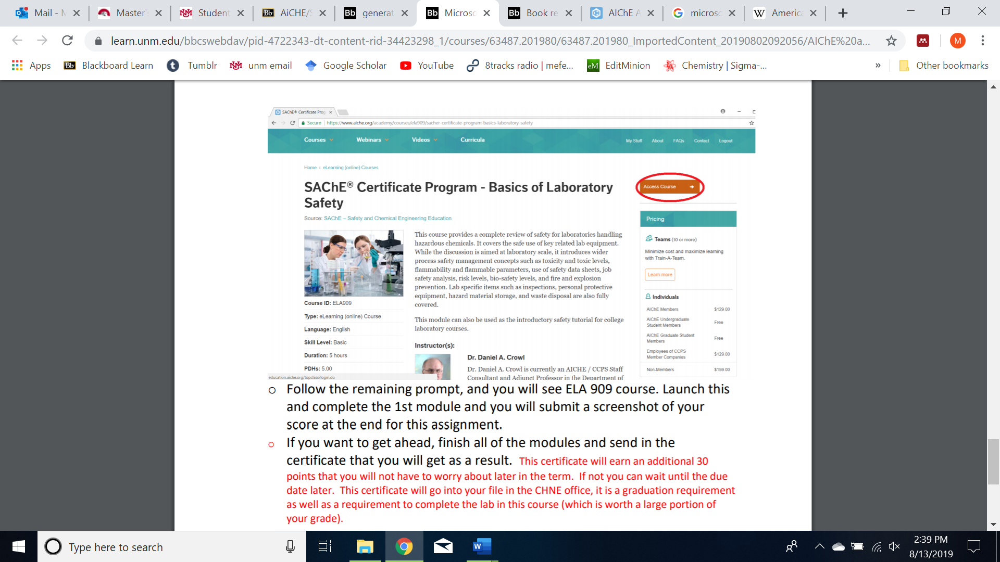 Mail - M
Master'
Student
AiCHE/S
generat
Microso
Book re
AIChE A
microso
America
learn.unm.edu/bbcswebdav/pid-4722343-dt-content-rid-34423298_1/courses/63487.201980/63487.201980_ImportedContent_20190802092056/AIChE%20a...
M
Apps
Blackboard Learn
Tumblr
unm email
Google Scholar
YouTube
8tracks radio | mefe...
EditMinion
Chemistry | Sigma-...
»
Other bookmarks
SAChE® Certificate Prog
Secure
https://www.aiche.org/academy/courses/ela909/sacher-certificate-program-basics-laboratory-safety
Courses
Webinars
Videos
Curricula
My Stuff
About
FAQs
Contact
Logout
Home : eLearning (online) Courses
SAChE® Certificate Program - Basics of Laboratory
Safety
Access Course
Source: SAChE – Safety and Chemical Engineering Education
Pricing
This course provides a complete review of safety for laboratories handling
hazardous chemicals. It covers the safe use of key related lab equipment.
While the discussion is aimed at laboratory scale, it introduces wider
process safety management concepts such as toxicity and toxic levels,
flammability and flammable parameters, use of safety data sheets, job
safety analysis, risk levels, bio-safety levels, and fire and explosion
prevention. Lab specific items such as inspections, personal protective
equipment, hazard material storage, and waste disposal are also fully
covered.
This module can also be used as the introductory safety tutorial for college
laboratory courses.
Instructor(s):
Dr. Daniel A. Crowl
Dr. Daniel A. Crowl is currently an AICHE / CCPS Staff
Consultant and Adjunct Professor in the Department of
Course ID: ELA909
Type: eLearning (online) Course
Language: English
Skill Level: Basic
Duration: 5 hours
PDHs: 5.00
education.aiche.org/topclass/login.do
Teams (10 or more)
Minimize cost and maximize learning
with Train-A-Team.
Learn more
Individuals
AIChE Members $129.00
AIChE Undergraduate
Student Members Free
AIChE Graduate Student
Members Free
Employees of CCPS
Member Companies $129.00
Non-Members $159.00
Follow the remaining prompt, and you will see ELA 909 course. Launch this
and complete the 1st module and you will submit a screenshot of your
score at the end for this assignment.
If you want to get ahead, finish all of the modules and send in the
certificate that you will get as a result. This certificate will earn an additional 30
points that you will not have to worry about later in the term. If not you can wait until the due
date later. This certificate will go into your file in the CHNE office, it is a graduation requirement
as well as a requirement to complete the lab in this course (which is worth a large portion of
your grade).
Type here to search
2:39 PM
8/13/2019